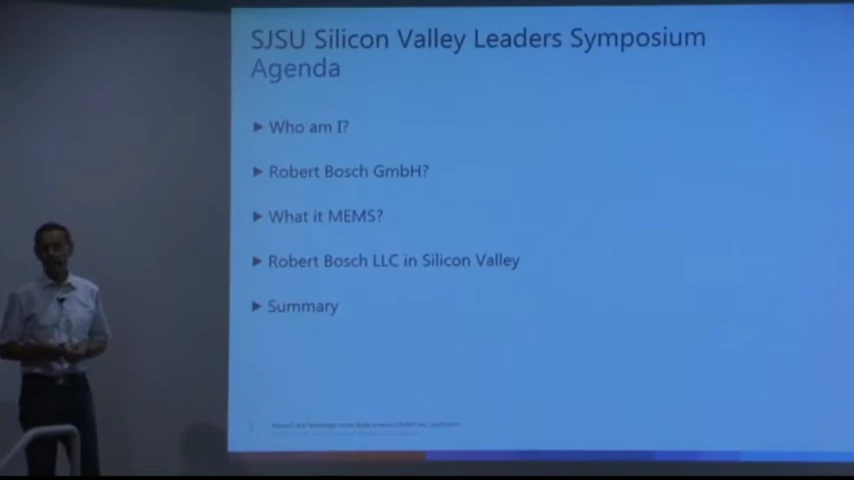 SJSU Silicon Valley Leaders Symposium
Agenda
Who am I?
Robert Bosch GmbH?
What it MEMS?
Robert Bosch LLC in Silicon Valley
Summary